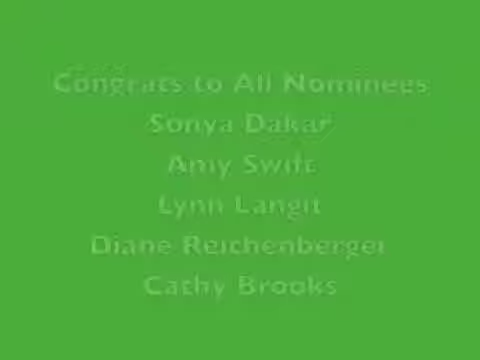 Congrats to All Nominees
Sonya Dakar
Amy Swift
Lynn Langit
Diane Reichenberger
Cathy Brooks